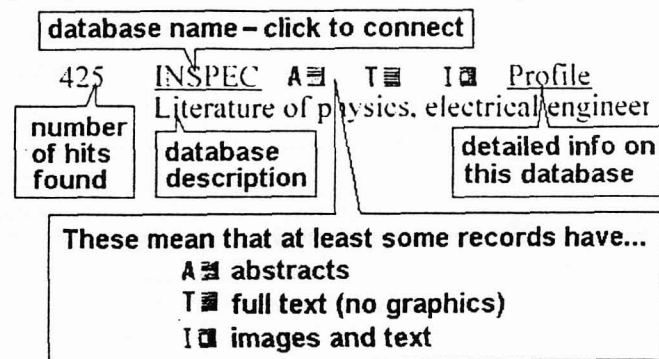 database name – click to connect
425 INSPEC A T I Profile
Literature of physics, electrical engineer
number of hits found
database description
detailed info on this database
These mean that at least some records have...
A abstracts
T full text (no graphics)
I images and text